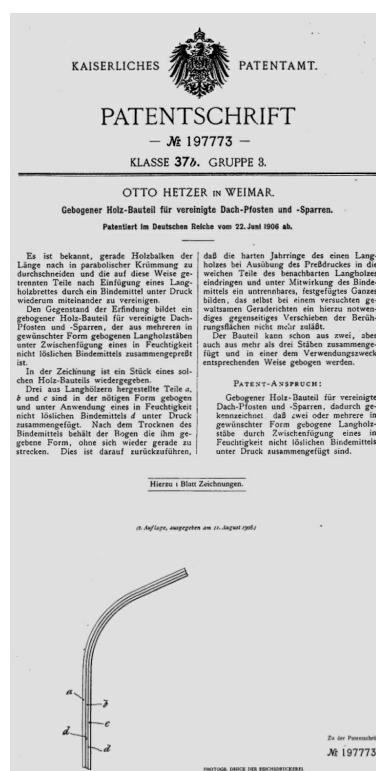 KAISERLICHES PATENTAMT.
PATENTSCHRIFT
— № 197773 —
KLASSE 37b. GRUPPE 3.
OTTO HETZER IN WEIMAR.
Gebogener Holz-Bauteil für vereinigte Dach-Pfosten und -Sparren.
Patentiert im Deutschen Reiche vom 22. Juni 1906 ab.
Es ist bekannt, gerade Holzbalken der
Länge nach in parabolischer Krümmung zu
durchschneiden und die auf diese Weise ge-
trennten Teile nach Einfügung eines Lang-
holzbrettes durch ein Bindemittel unter Druck
wiederum miteinander zu vereinigen.
Den Gegenstand der Erfindung bildet ein
gebogener Holz-Bauteil für vereinigte Dach-
Pfosten und -Sparren, der aus mehreren in
gewünschter Form gebogenen Langholzstäben
unter Zwischenfügung eines in Feuchtigkeit
nicht löslichen Bindemittels zusammengepreßt
ist.
In der Zeichnung ist ein Stück eines sol-
chen Holz-Bauteils wiedergegeben.
Drei aus Langhölzern hergestellte Teile a,
b und c sind in der nötigen Form gebogen
und unter Anwendung eines in Feuchtigkeit
nicht löslichen Bindemittels d unter Druck
zusammengefügt. Nach dem Trocknen des
Bindemittels behält der Bogen die ihm ge-
gebene Form, ohne sich wieder gerade zu
strecken. Dies ist darauf zurückzuführen,
daß die harten Jahrringe des einen Lang-
holzes bei Ausübung des Preßdruckes in die
weichen Teile des benachbarten Langholzes
eindringen und unter Mitwirkung des Binde-
mittels ein untrennbares, festgefügtes Ganzes
bilden, das selbst bei einem versuchten ge-
waltsamen Geraderichten ein hierzu notwen-
diges gegenseitiges Verschieben der Berüh-
rungsflächen nicht mehr zuläßt.
Der Bauteil kann schon aus zwei, aber
auch aus mehr als drei Stäben zusammenge-
fügt und in einer dem Verwendungszweck
entsprechenden Weise gebogen werden.
PATENT-ANSPRUCH:
Gebogener Holz-Bauteil für vereinigte
Dach-Pfosten und -Sparren, dadurch ge-
kennzeichnet daß zwei oder mehrere in
gewünschter Form gebogene Langholz-
stäbe durch Zwischenfügung eines in
Feuchtigkeit nicht löslichen Bindemittels
unter Druck zusammengefügt sind.
Hierzu 1 Blatt Zeichnungen.
(2. Auflage, ausgegeben am 11. August 1908.)
a
b
c
d
d
Zu der Patentschrift
№ 197773
PHOTOGR. DRUCK DER REICHSDRUCKEREI